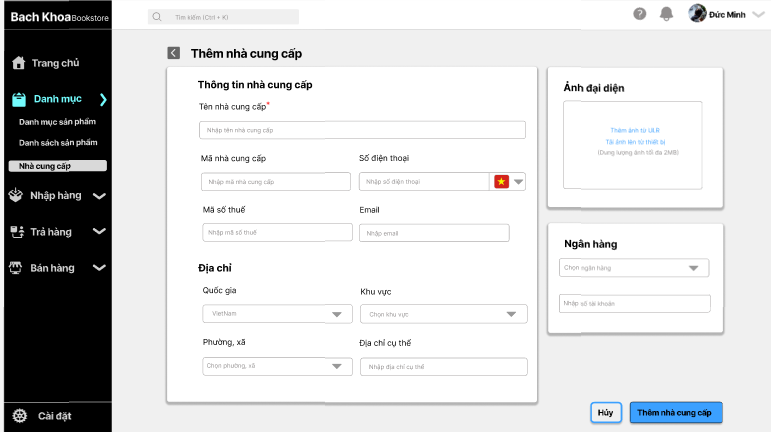 Bach Khoa Bookstore
Tìm kiếm (Ctrl + K)
Đức Minh
Trang chủ
Danh mục
Danh mục sản phẩm
Danh sách sản phẩm
Nhà cung cấp
Nhập hàng
Trả hàng
Bán hàng
Cài đặt
Thêm nhà cung cấp
Thông tin nhà cung cấp
Tên nhà cung cấp*
Nhập tên nhà cung cấp
Mã nhà cung cấp
Số điện thoại
Nhập mã nhà cung cấp
Nhập số điện thoại
Mã số thuế
Email
Nhập mã số thuế
Nhập email
Địa chỉ
Quốc gia
Khu vực
VietNam
Chọn khu vực
Phường, xã
Địa chỉ cụ thể
Chọn phường, xã
Nhập địa chỉ cụ thể
Ảnh đại diện
Thêm ảnh từ ULR
Tải ảnh lên từ thiết bị
(Dung lượng ảnh tối đa 2MB)
Ngân hàng
Chọn ngân hàng
Nhập số tài khoản
Hủy
Thêm nhà cung cấp